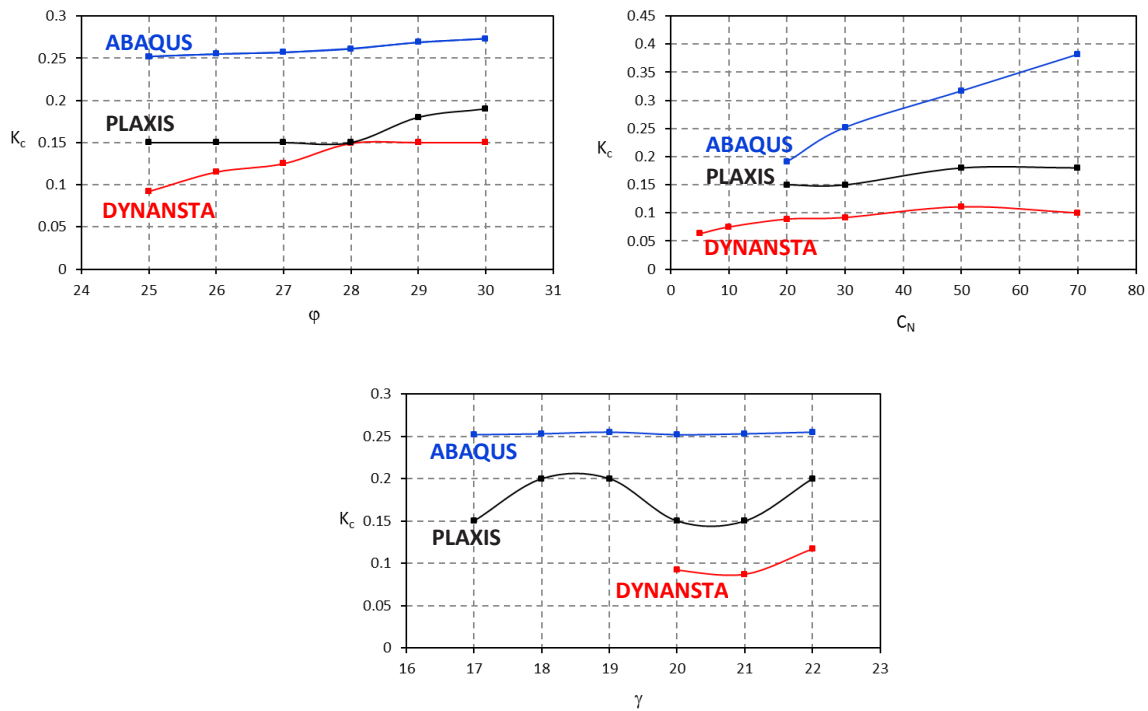 0.3
0.25
0.2
0.15
0.1
0.05
0
Kc
ABAQUS
PLAXIS
DYNANSTA
24 25 26 27 28 29 30 31
φ
0.45
0.4
0.35
0.3
0.25
0.2
0.15
0.1
0.05
0
Kc
ABAQUS
PLAXIS
DYNANSTA
0 10 20 30 40 50 60 70 80
CN
0.3
0.25
0.2
0.15
0.1
0.05
0
Kc
ABAQUS
PLAXIS
DYNANSTA
16 17 18 19 20 21 22 23
γ